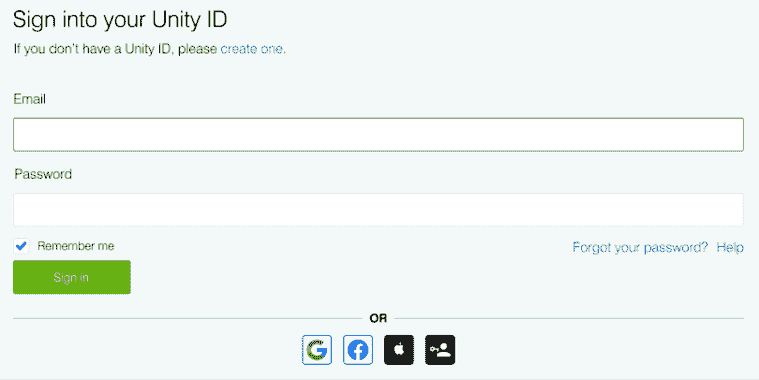 Sign into your Unity ID
If you don't have a Unity ID, please create one.
Email
Password
Remember me
Forgot your password? Help
Sign in
OR